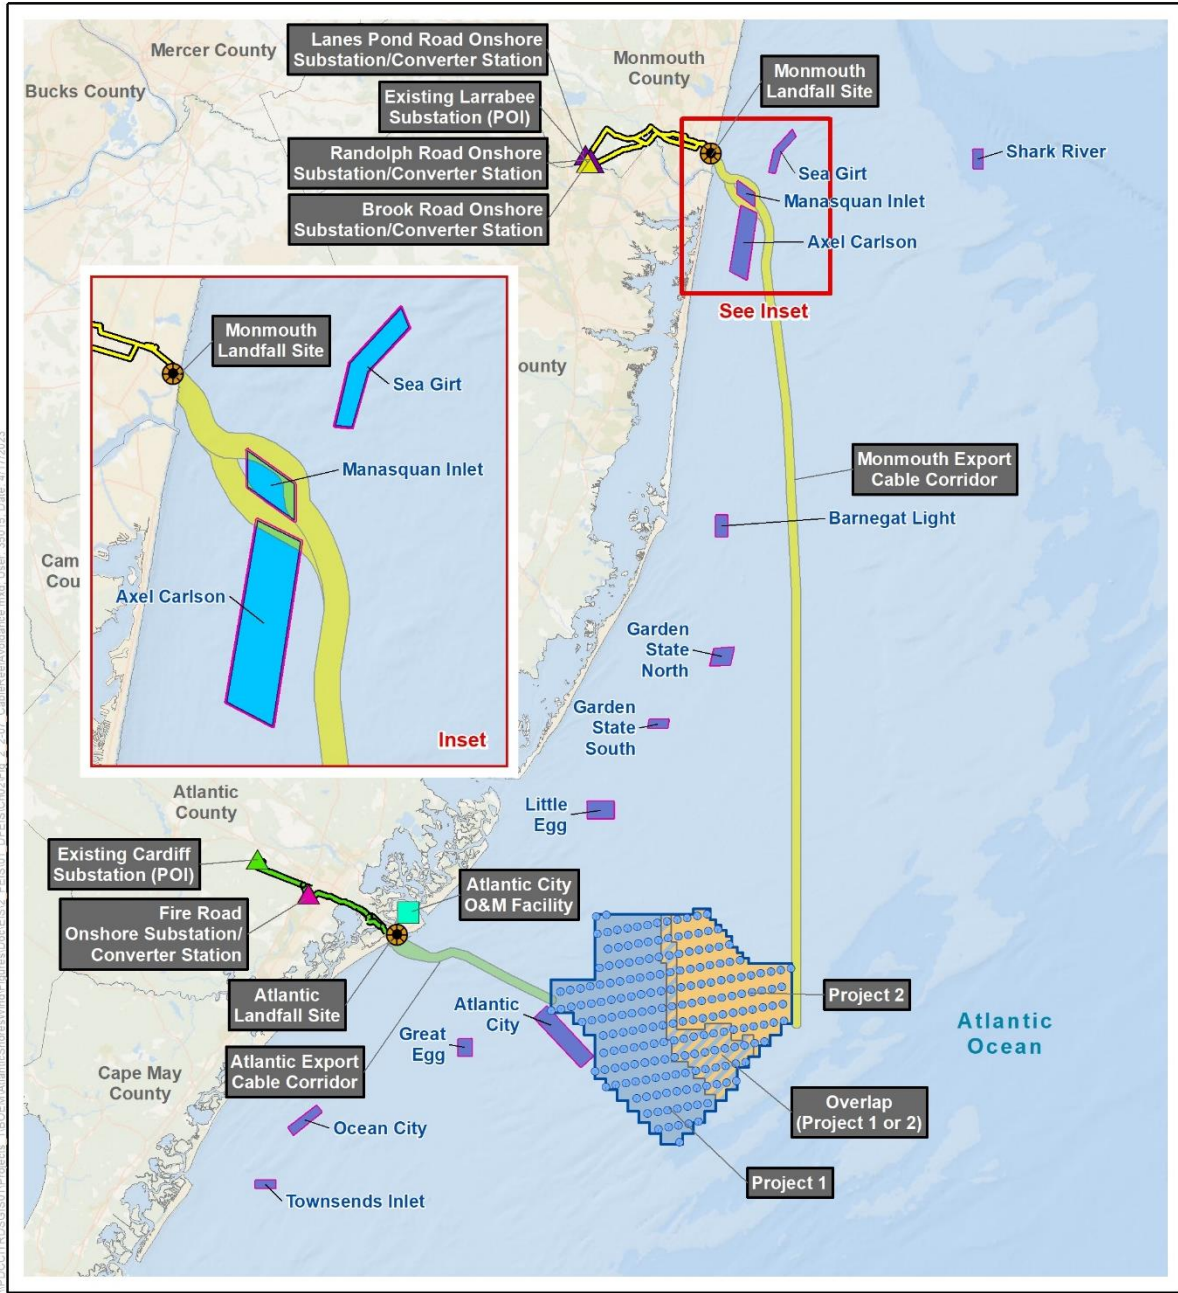 Mercer County
Bucks County
Lanes Pond Road Onshore
Substation/Converter Station
Monmouth
County
Existing Larrabee
Substation (POI)
Monmouth
Landfall Site
Randolph Road Onshore
Substation/Converter Station
Brook Road Onshore
Substation/Converter Station
Shark River
Sea Girt
Manasquan Inlet
Axel Carlson
See Inset
Monmouth
Landfall Site
Sea Girt
Manasquan Inlet
Axel Carlson
Inset
ounty
Cam
Cou
Monmouth Export
Cable Corridor
Barnegat Light
Garden
State
North
Garden
State
South
Little
Egg
Atlantic
County
Existing Cardiff
Substation (POI)
Fire Road
Onshore Substation/
Converter Station
Atlantic City
O&M Facility
Atlantic
Landfall Site
Atlantic
City
Great
Egg
Atlantic Export
Cable Corridor
Project 2
Atlantic
Ocean
Cape May
County
Overlap
(Project 1 or 2)
Ocean City
Project 1
Townsends Inlet